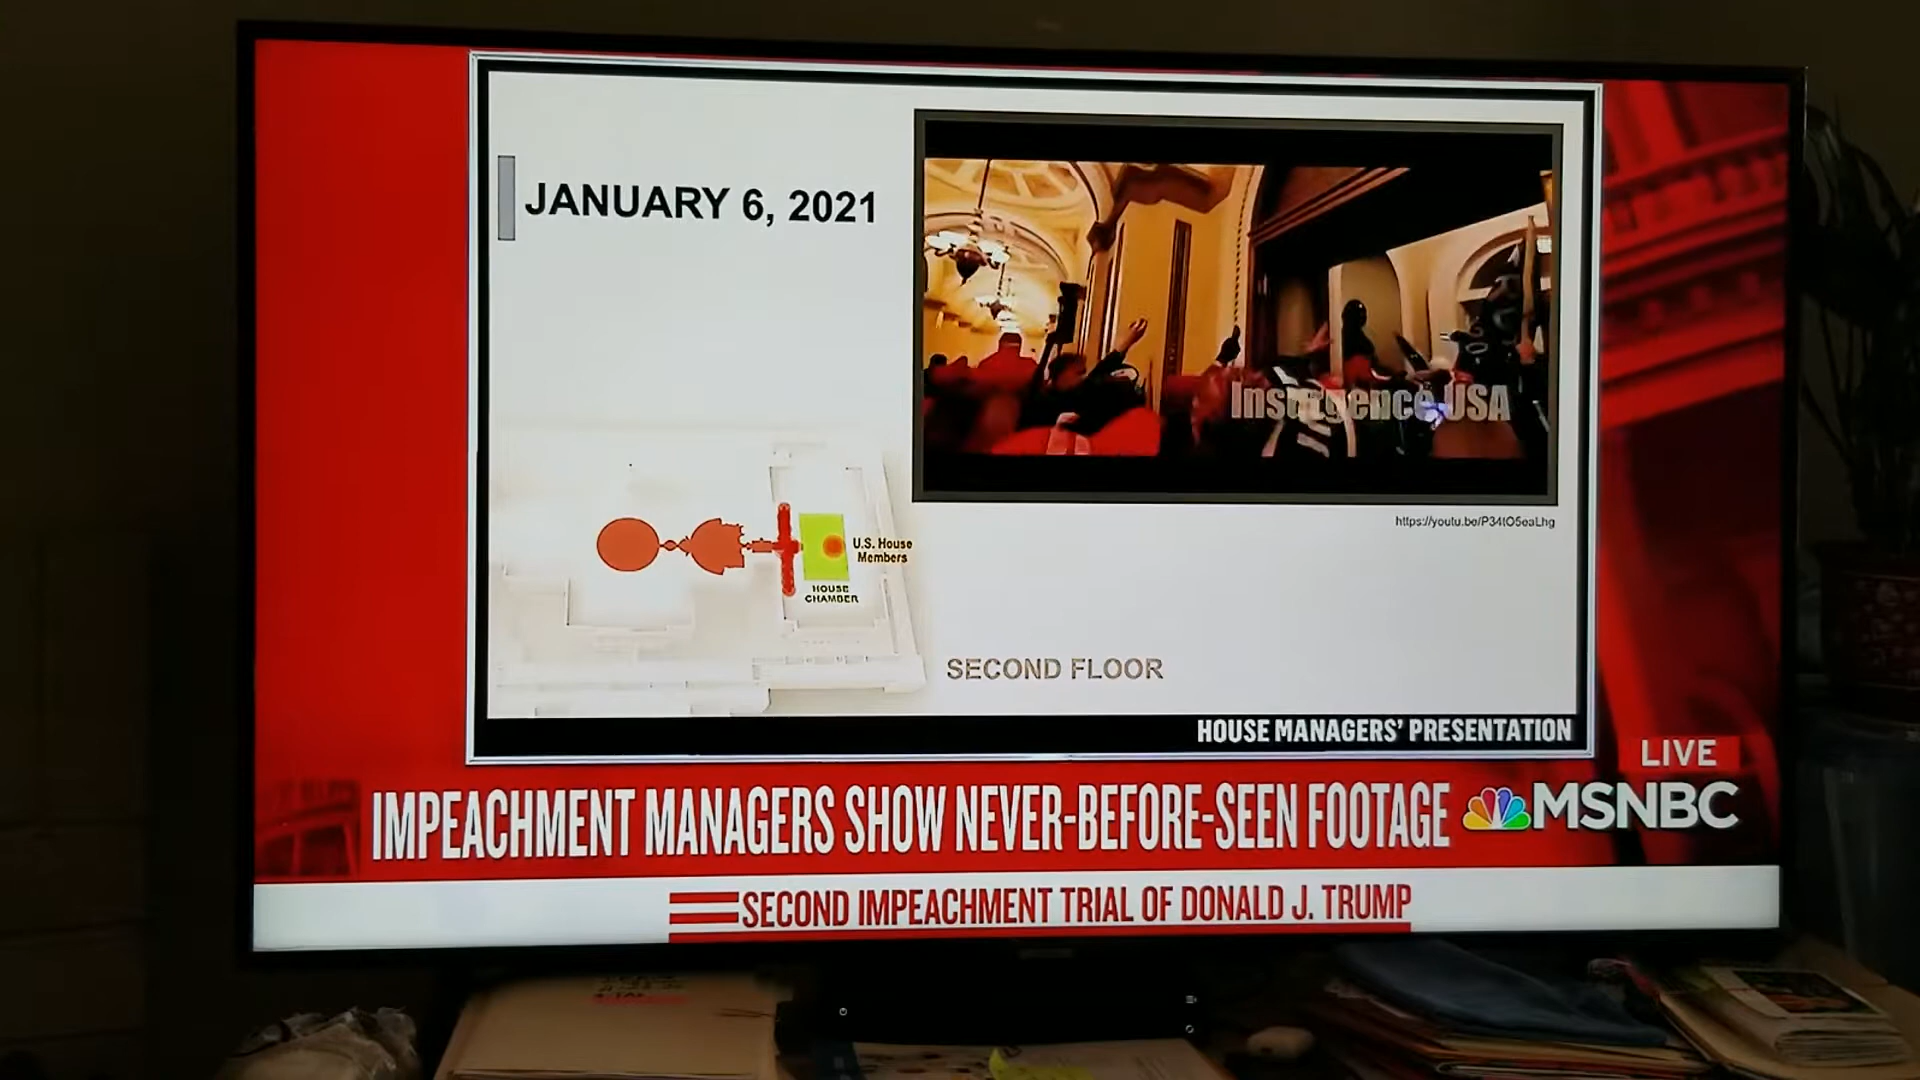 JANUARY 6, 2021
Insurgence USA
https://youtu.be/P34tO5eaLhg
U.S. House
Members
HOUSE
CHAMBER
SECOND FLOOR
HOUSE MANAGERS’ PRESENTATION
LIVE
IMPEACHMENT MANAGERS SHOW NEVER-BEFORE-SEEN FOOTAGE
MSNBC
SECOND IMPEACHMENT TRIAL OF DONALD J. TRUMP